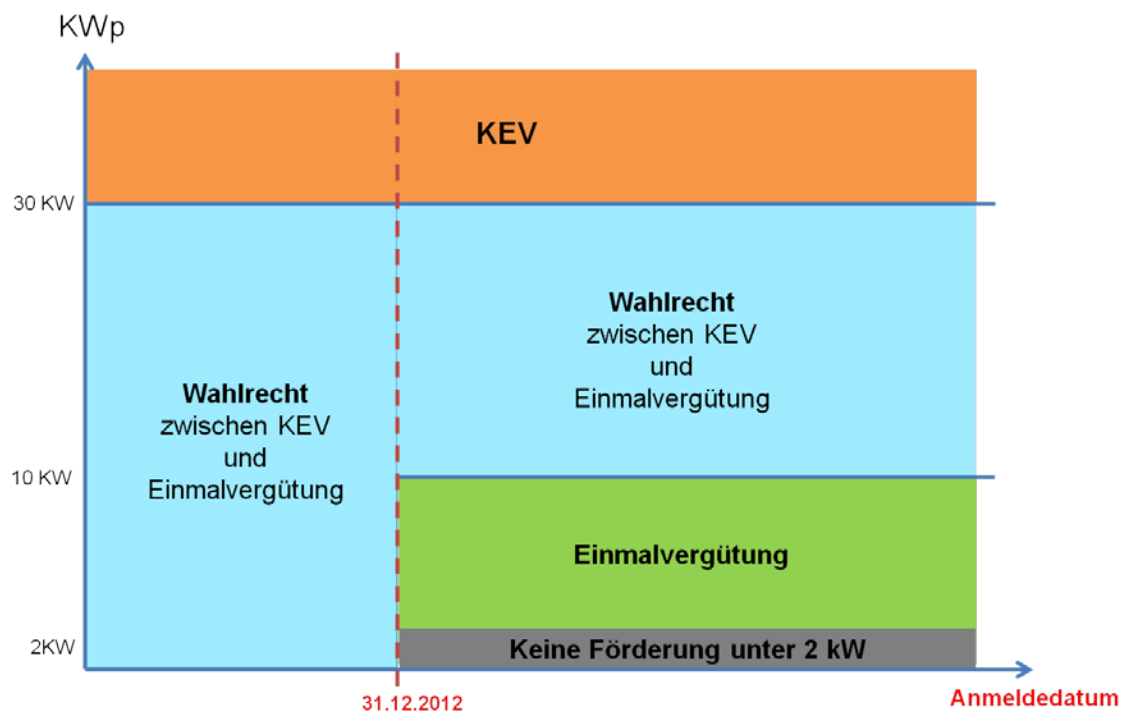 KWp
KEV
30 KW
Wahlrecht
zwischen KEV
und
Einmalvergütung
Wahlrecht
zwischen KEV
und
Einmalvergütung
10 KW
Einmalvergütung
2KW
Keine Förderung unter 2 kW
31.12.2012
Anmeldedatum